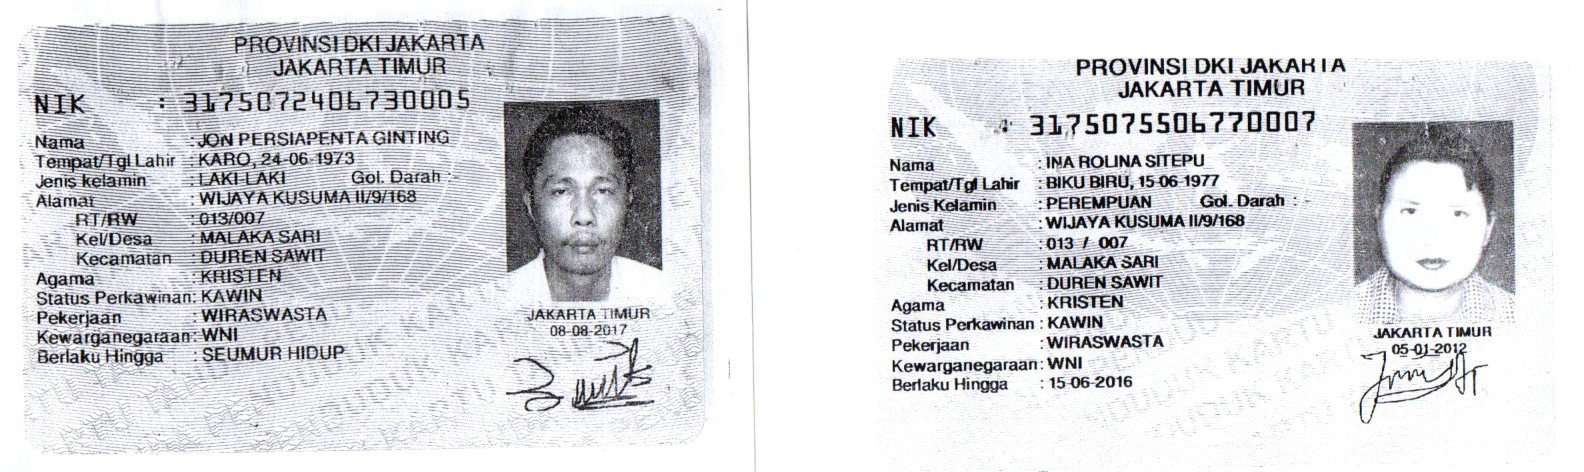 PROVINSI DKI JAKARTA
JAKARTA TIMUR
NIK : 3175072406730005
Nama : JON PERSIAPENTA GINTING
Tempat/Tgl Lahir : KARO, 24-06-1973
Jenis kelamin : LAKI-LAKI Gol. Darah :-
Alamat : WIJAYA KUSUMA II/9/168
RT/RW : 013/007
Kel/Desa : MALAKA SARI
Kecamatan : DUREN SAWIT
Agama : KRISTEN
Status Perkawinan: KAWIN
Pekerjaan : WIRASWASTA
Kewarganegaraan: WNI
Berlaku Hingga : SEUMUR HIDUP
JAKARTA TIMUR
08-08-2017
PROVINSI DKI JAKARTA
JAKARTA TIMUR
NIK : 3175075506770007
Nama : INA ROLINA SITEPU
Tempat/Tgl Lahir : BIKU BIRU, 15-06-1977
Jenis Kelamin : PEREMPUAN Gol. Darah : -
Alamat : WIJAYA KUSUMA II/9/168
RT/RW : 013 / 007
Kel/Desa : MALAKA SARI
Kecamatan : DUREN SAWIT
Agama : KRISTEN
Status Perkawinan : KAWIN
Pekerjaan : WIRASWASTA
Kewarganegaraan : WNI
Berlaku Hingga : 15-06-2016
JAKARTA TIMUR
05-01-2012